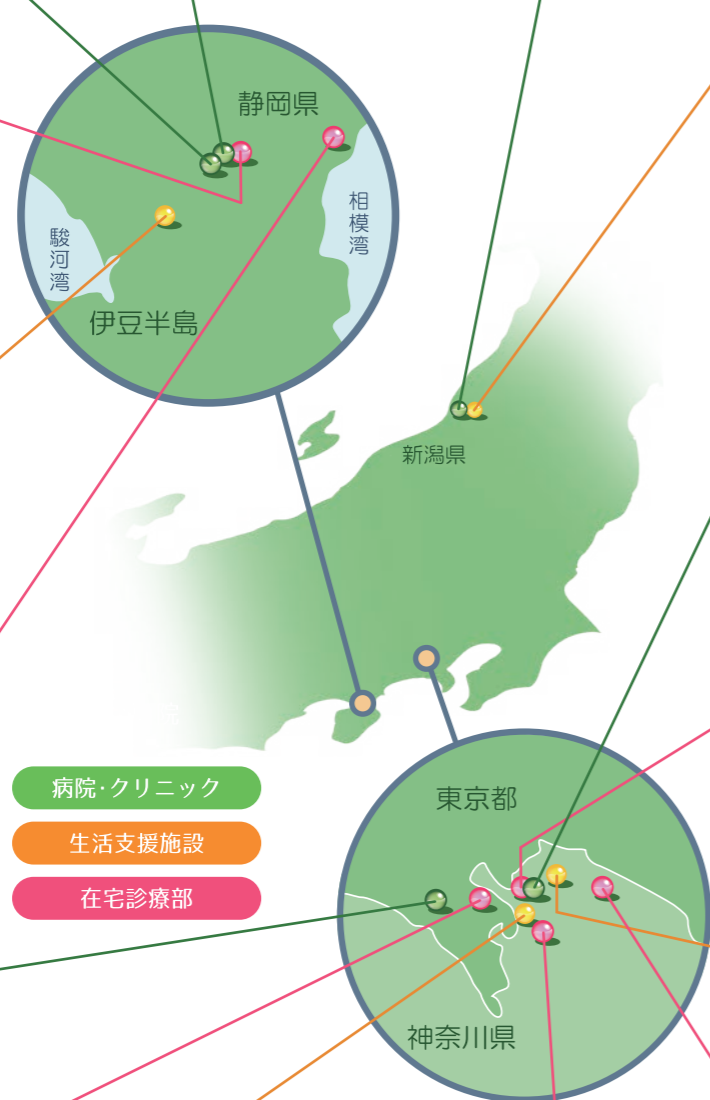 静岡県
相模湾
駿河湾
伊豆半島
新潟県
病院・クリニック
生活支援施設
在宅診療部
東京都
神奈川県